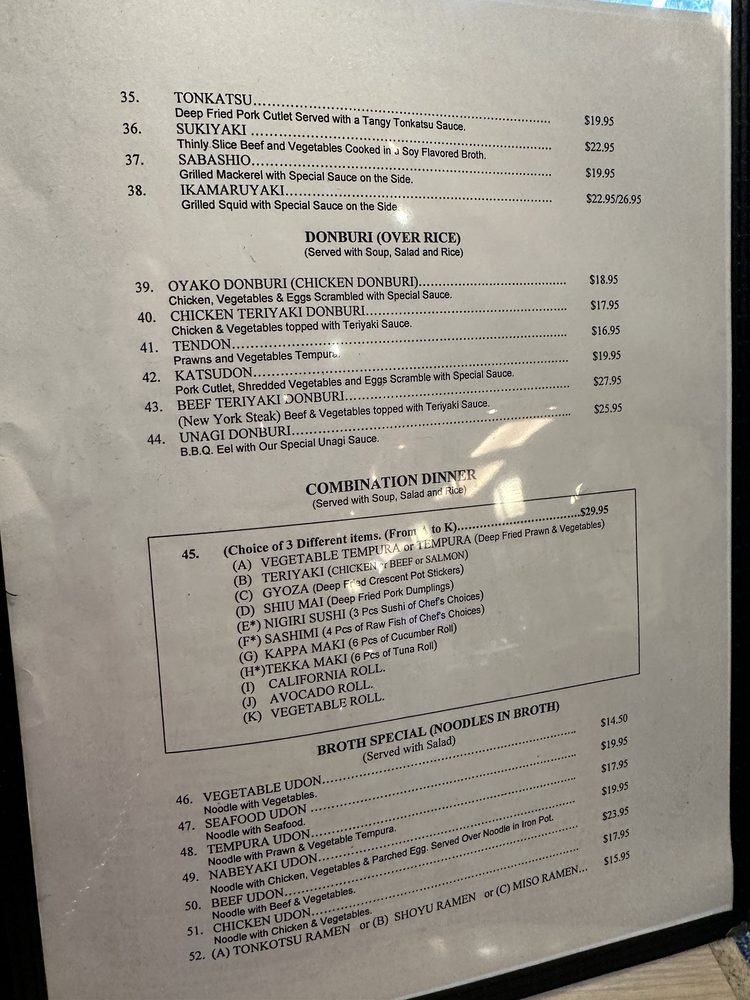 35. TONKATSU........ $19.95
Deep Fried Pork Cutlet Served with a Tangy Tonkatsu Sauce.
36. SUKIYAKI ........ $22.95
Thinly Slice Beef and Vegetables Cooked in a Soy Flavored Broth.
37. SABASHIO........ $19.95
Grilled Mackerel with Special Sauce on the Side.
38. IKAMARUYAKI........ $22.95/26.95
Grilled Squid with Special Sauce on the Side
DONBURI (OVER RICE)
(Served with Soup, Salad and Rice)
39. OYAKO DONBURI (CHICKEN DONBURI)........ $18.95
Chicken, Vegetables & Eggs Scrambled with Special Sauce.
40. CHICKEN TERIYAKI DONBURI........ $17.95
Chicken & Vegetables topped with Teriyaki Sauce.
41. TENDON........ $16.95
Prawns and Vegetables Tempura.
42. KATSUDON........ $19.95
Pork Cutlet, Shredded Vegetables and Eggs Scramble with Special Sauce.
43. BEEF TERIYAKI DONBURI........ $27.95
(New York Steak) Beef & Vegetables topped with Teriyaki Sauce.
44. UNAGI DONBURI........ $25.95
B.B.Q. Eel with Our Special Unagi Sauce.
COMBINATION DINNER
(Served with Soup, Salad and Rice)
45. (Choice of 3 Different items. (From A to K)........$29.95
(A) VEGETABLE TEMPURA or TEMPURA (Deep Fried Prawn & Vegetables)
(B) TERIYAKI (CHICKEN or BEEF or SALMON)
(C) GYOZA (Deep Fried Crescent Pot Stickers)
(D) SHIU MAI (Deep Fried Pork Dumplings)
(E*) NIGIRI SUSHI (3 Pcs Sushi of Chef's Choices)
(F*) SASHIMI (4 Pcs of Raw Fish of Chef's Choices)
(G) KAPPA MAKI (6 Pcs of Cucumber Roll)
(H*)TEKKA MAKI (6 Pcs of Tuna Roll)
(I) CALIFORNIA ROLL.
(J) AVOCADO ROLL.
(K) VEGETABLE ROLL.
BROTH SPECIAL (NOODLES IN BROTH)
(Served with Salad)
46. VEGETABLE UDON........ $14.50
Noodle with Vegetables.
47. SEAFOOD UDON ........ $19.95
Noodle with Seafood.
48. TEMPURA UDON........ $17.95
Noodle with Prawn & Vegetable Tempura.
49. NABEYAKI UDON........ $19.95
Noodle with Chicken, Vegetables & Parched Egg. Served Over Noodle in Iron Pot.
50. BEEF UDON........ $23.95
Noodle with Beef & Vegetables.
51. CHICKEN UDON........ $17.95
Noodle with Chicken & Vegetables.
52. (A) TONKOTSU RAMEN or (B) SHOYU RAMEN or (C) MISO RAMEN... $15.95